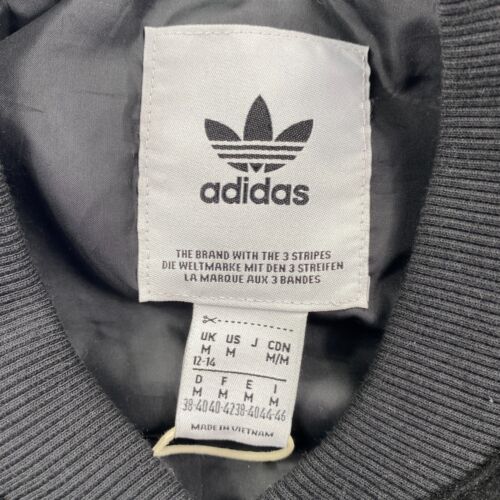 adidas
THE BRAND WITH THE 3 STRIPES
DIE WELTMARKE MIT DEN 3 STREIFEN
LA MARQUE AUX 3 BANDES
UK US J CDN
M M M/M
12-14
D F E I
M M M M
38-40 40-42 38-40 44-46
MADE IN VIETNAM